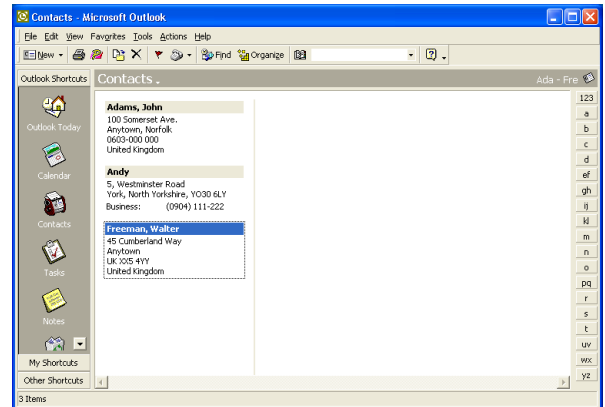 Contacts - Microsoft Outlook
File Edit View Favorites Tools Actions Help
New Find Organize
Outlook Shortcuts
Contacts .
Ada - Fre
Outlook Today
Calendar
Contacts
Tasks
Notes
My Shortcuts
Other Shortcuts
Adams, John
100 Somerset Ave.
Anytown, Norfolk
0603-000 000
United Kingdom
Andy
5, Westminster Road
York, North Yorkshire, YO30 6LY
Business: (0904) 111-222
Freeman, Walter
45 Cumberland Way
Anytown
UK XX5 4YY
United Kingdom
123
a
b
c
d
ef
gh
ij
kl
m
n
o
pq
r
s
t
uv
wx
yz
3 Items